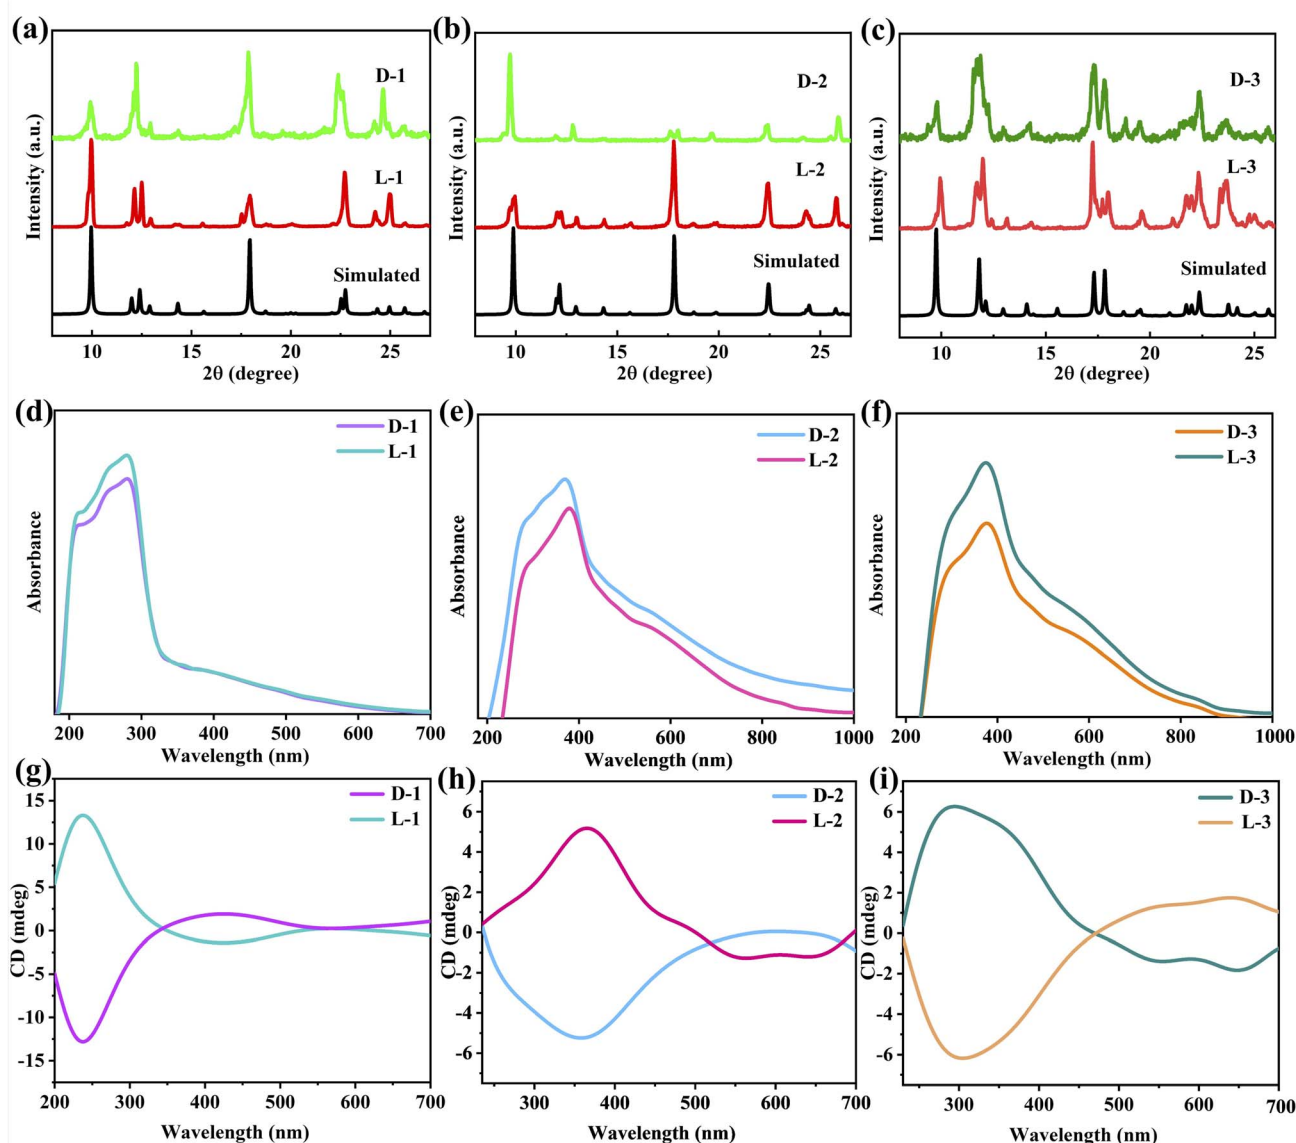 (a)
D-1
L-1
Simulated
Intensity (a.u.)
10 15 20 25
2θ (degree)
(b)
D-2
L-2
Simulated
Intensity (a.u.)
10 15 20 25
2θ (degree)
(c)
D-3
L-3
Simulated
Intensity (a.u.)
10 15 20 25
2θ (degree)
(d)
D-1
L-1
Absorbance
200 300 400 500 600 700
Wavelength (nm)
(e)
D-2
L-2
Absorbance
200 400 600 800 1000
Wavelength (nm)
(f)
D-3
L-3
Absorbance
200 400 600 800 1000
Wavelength (nm)
(g)
D-1
L-1
CD (mdeg)
15
10
5
0
-5
-10
-15
200 300 400 500 600 700
Wavelength (nm)
(h)
D-2
L-2
CD (mdeg)
6
4
2
0
-2
-4
-6
300 400 500 600 700
Wavelength (nm)
(i)
D-3
L-3
CD (mdeg)
6
4
2
0
-2
-4
-6
300 400 500 600 700
Wavelength (nm)